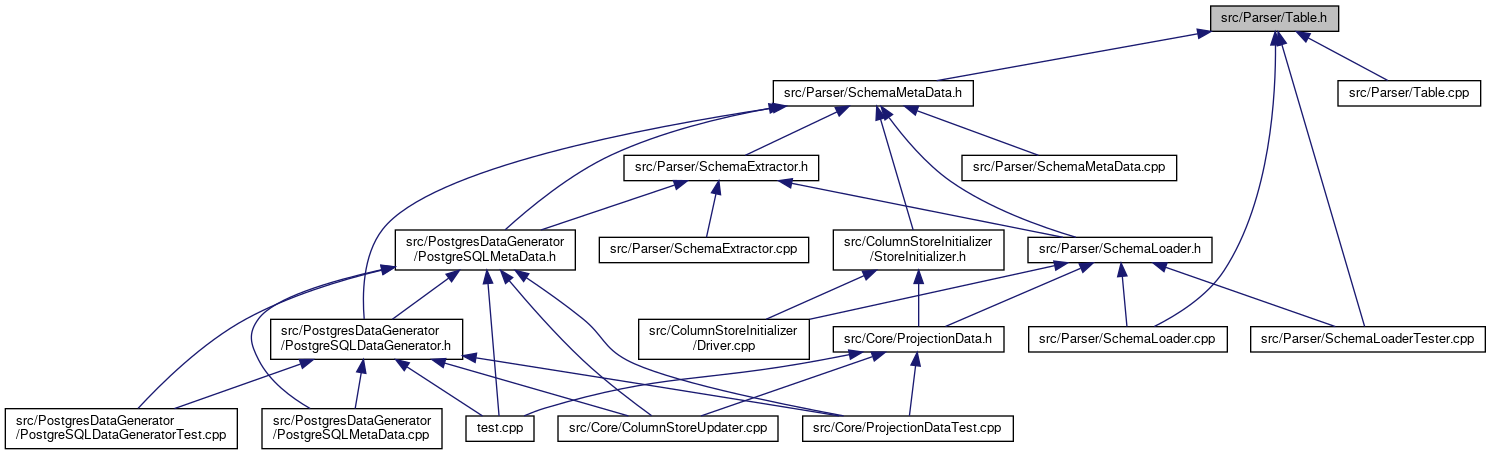 src/Parser/Table.h
src/Parser/SchemaMetaData.h
src/Parser/Table.cpp
src/Parser/SchemaExtractor.h
src/Parser/SchemaMetaData.cpp
src/PostgresDataGenerator
/PostgreSQLMetaData.h
src/Parser/SchemaExtractor.cpp
src/ColumnStoreInitializer
/StoreInitializer.h
src/Parser/SchemaLoader.h
src/PostgresDataGenerator
/PostgreSQLDataGenerator.h
src/ColumnStoreInitializer
/Driver.cpp
src/Core/ProjectionData.h
src/Parser/SchemaLoader.cpp
src/Parser/SchemaLoaderTester.cpp
src/PostgresDataGenerator
/PostgreSQLDataGeneratorTest.cpp
src/PostgresDataGenerator
/PostgreSQLMetaData.cpp
test.cpp
src/Core/ColumnStoreUpdater.cpp
src/Core/ProjectionDataTest.cpp